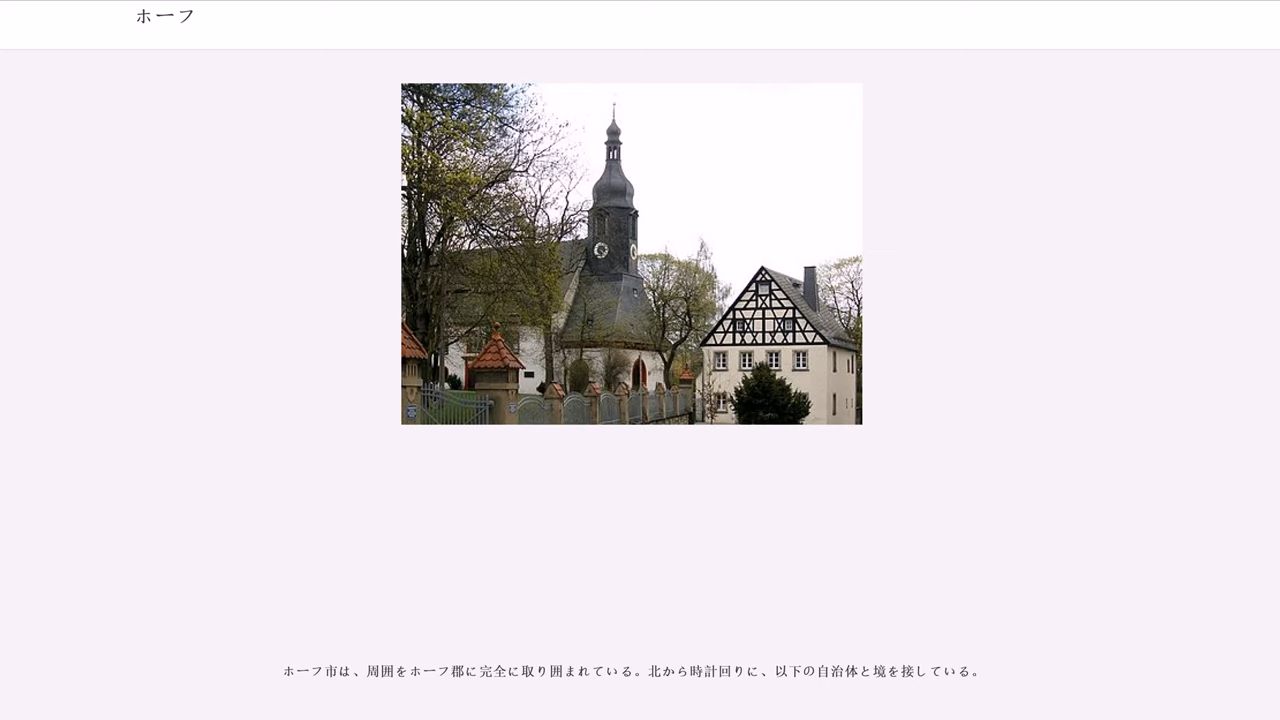 ホーフ
ホーフ市は、周囲をホーフ郡に完全に取り囲まれている。北から時計回りに、以下の自治体と境を接している。